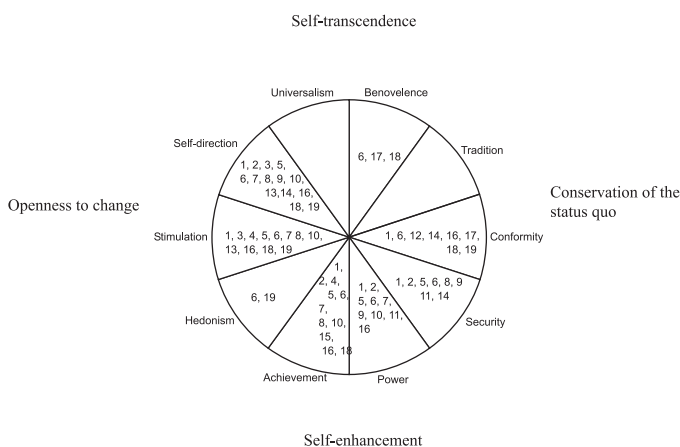 Self-transcendence
Universalism
Benovelence
Self-direction
Tradition
1, 2, 3, 5,
6, 7, 8, 9, 10,
13,14, 16,
18, 19
6, 17, 18
Openness to change
Conservation of the
status quo
Stimulation
1, 3, 4, 5, 6, 7 8, 10,
13, 16, 18, 19
1, 6, 12, 14, 16, 17,
18, 19
Conformity
6, 19
Hedonism
1,
2, 4,
5, 6,
7,
8, 10,
15,
16, 18
1, 2,
5, 6, 7,
9, 10, 11,
16
1, 2, 5, 6, 8, 9
11, 14
Security
Achievement
Power
Self-enhancement